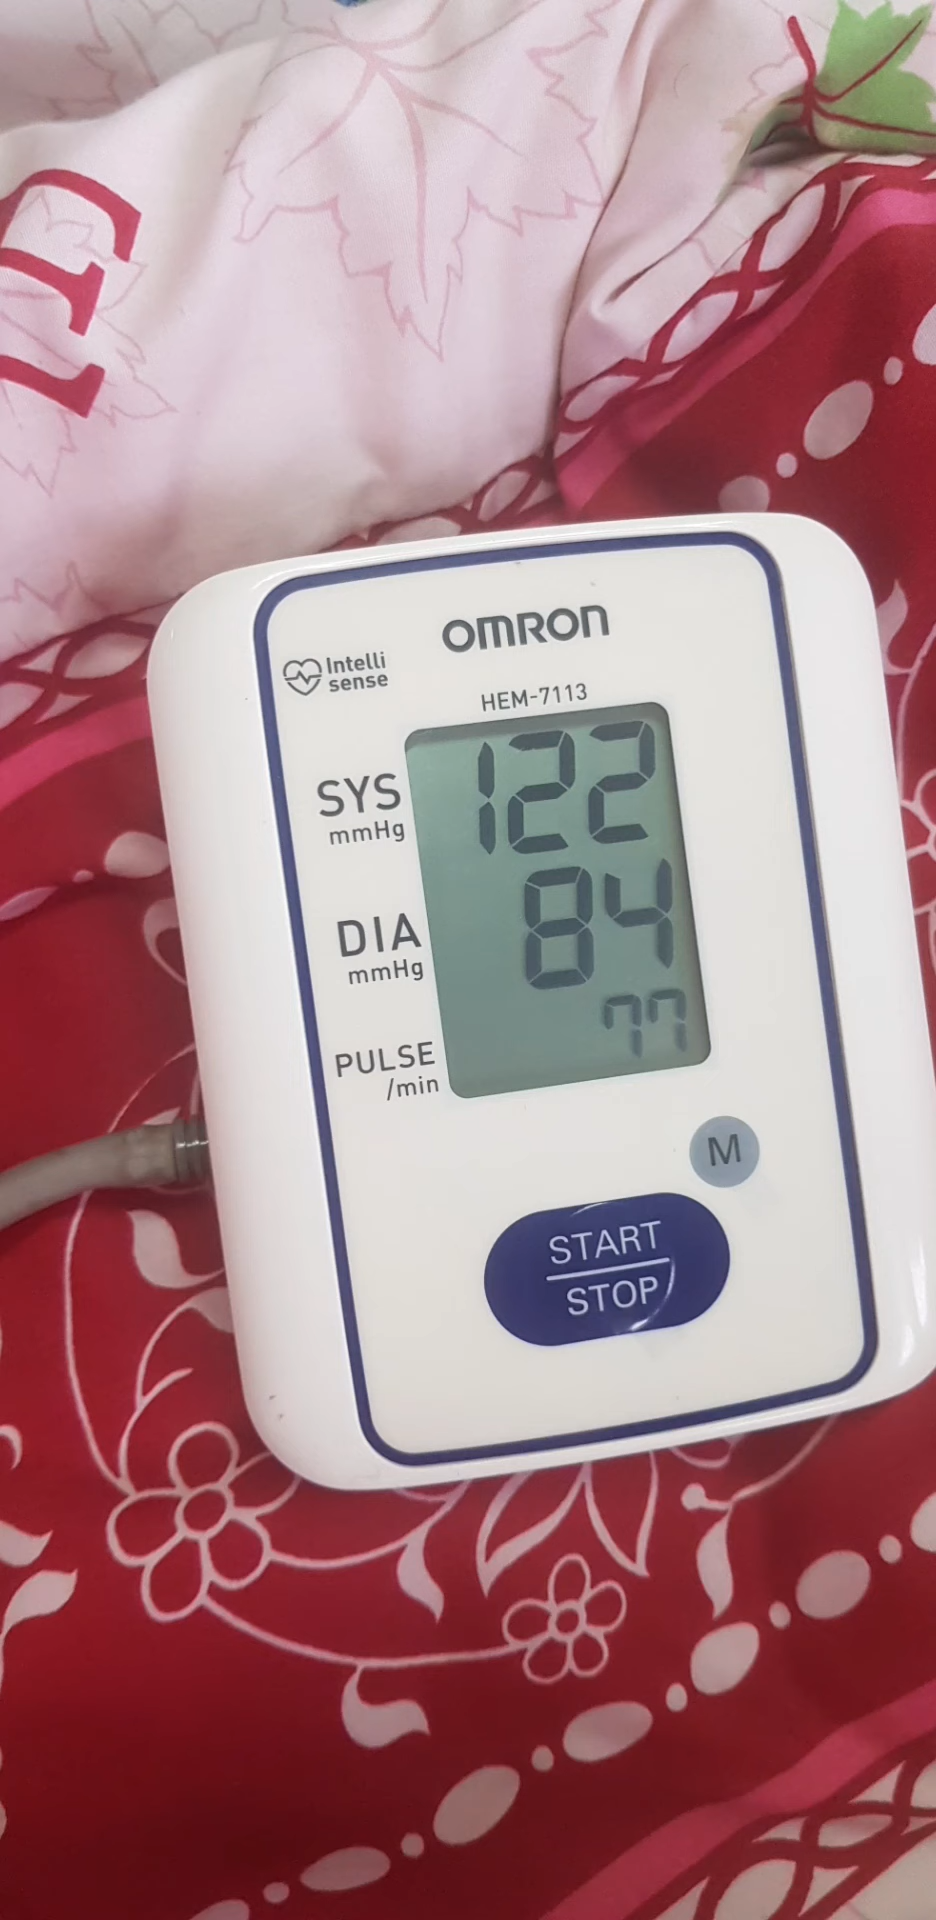 OMRON
Intelli
sense
HEM-7113
SYS
mmHg
122
DIA
mmHg
84
PULSE
/min
77
M
START
STOP